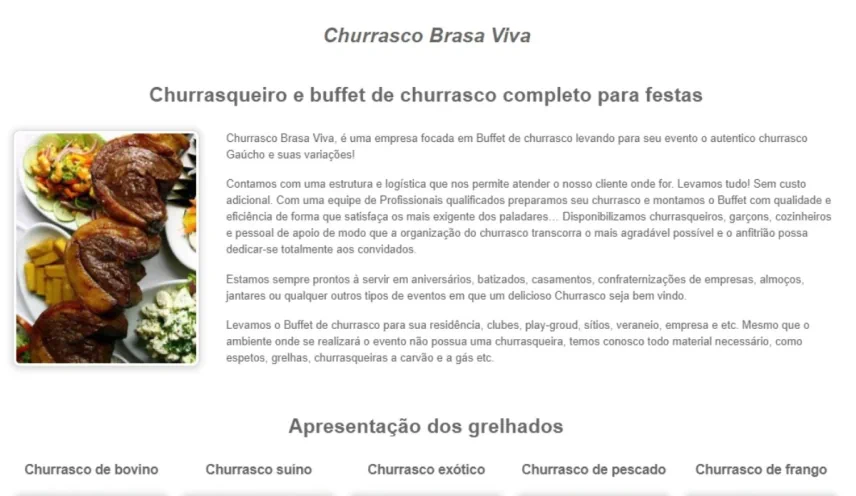 Churrasco Brasa Viva
Churrasqueiro e buffet de churrasco completo para festas
Churrasco Brasa Viva, é uma empresa focada em Buffet de churrasco levando para seu evento o autentico churrasco
Gaúcho e suas variações!
Contamos com uma estrutura e logística que nos permite atender o nosso cliente onde for. Levamos tudo! Sem custo
adicional. Com uma equipe de Profissionais qualificados preparamos seu churrasco e montamos o Buffet com qualidade e
eficiência de forma que satisfaça os mais exigente dos paladares… Disponibilizamos churrasqueiros, garçons, cozinheiros
e pessoal de apoio de modo que a organização do churrasco transcorra o mais agradável possível e o anfitrião possa
dedicar-se totalmente aos convidados.
Estamos sempre prontos à servir em aniversários, batizados, casamentos, confraternizações de empresas, almoços,
jantares ou qualquer outros tipos de eventos em que um delicioso Churrasco seja bem vindo.
Levamos o Buffet de churrasco para sua residência, clubes, play-groud, sítios, veraneio, empresa e etc. Mesmo que o
ambiente onde se realizará o evento não possua uma churrasqueira, temos conosco todo material necessário, como
espetos, grelhas, churrasqueiras a carvão e a gás etc.
Apresentação dos grelhados
Churrasco de bovino
Churrasco suino
Churrasco exótico
Churrasco de pescado
Churrasco de frango